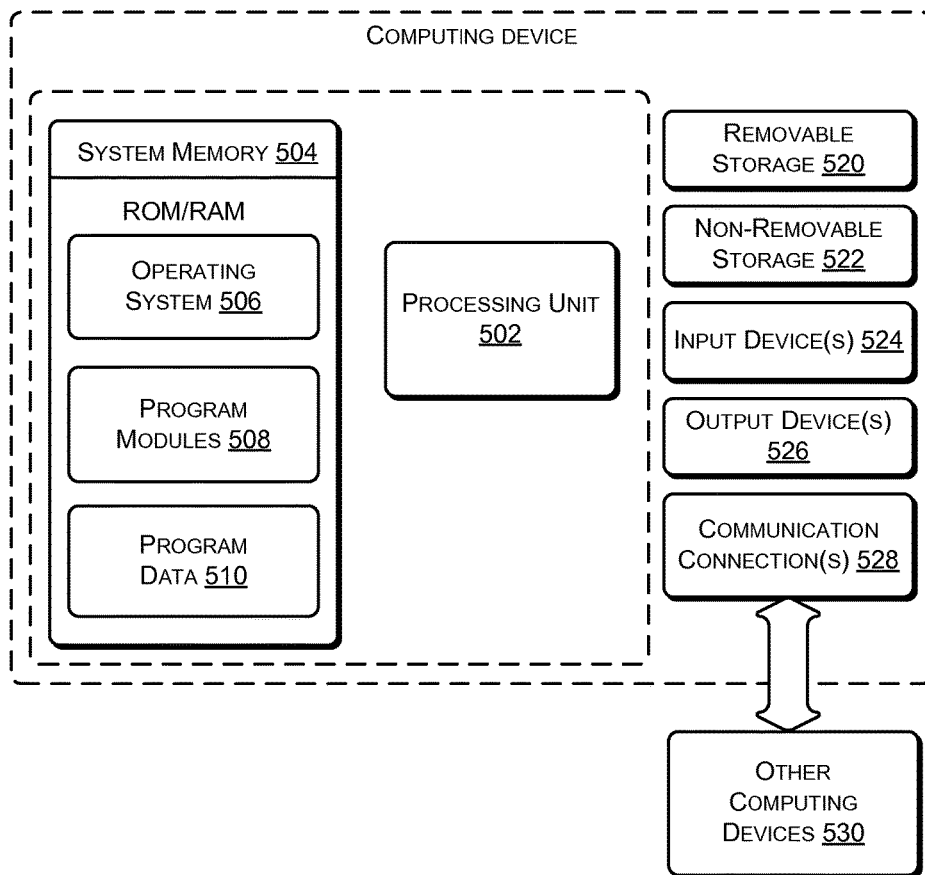 COMPUTING DEVICE
SYSTEM MEMORY 504
ROM/RAM
OPERATING
SYSTEM 506
PROGRAM
MODULES 508
PROGRAM
DATA 510
PROCESSING UNIT
502
REMOVABLE
STORAGE 520
NON-REMOVABLE
STORAGE 522
INPUT DEVICE(S) 524
OUTPUT DEVICE(S)
526
COMMUNICATION
CONNECTION(S) 528
OTHER
COMPUTING
DEVICES 530